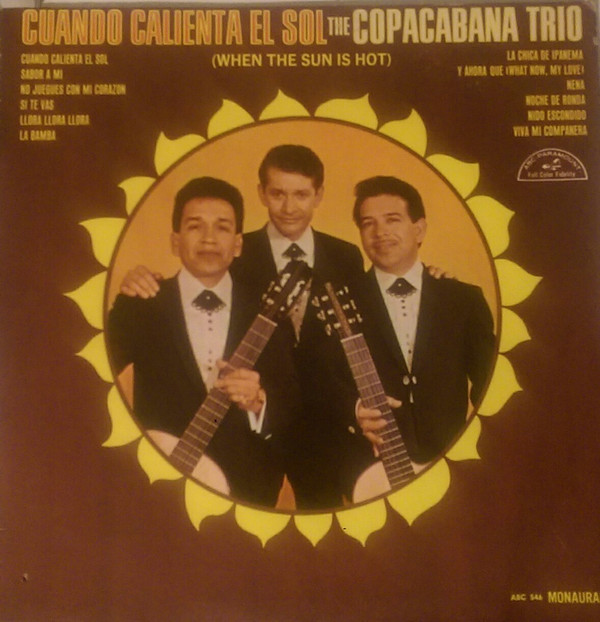 CUANDO CALIENTA EL SOL THE COPACABANA TRIO
(WHEN THE SUN IS HOT)
CUANDO CALIENTA EL SOL
SABOR A MI
NO JUEGUES CON MI CORAZON
SI TE VAS
LLORA LLORA LLORA
LA BAMBA
LA CHICA DE IPANEMA
Y AHORA QUE (WHAT NOW, MY LOVE)
NENA
NOCHE DE RONDA
NIDO ESCONDIDO
VIVA MI COMPANERA
ABC-PARAMOUNT
Full Color Fidelity
ABC 546 MONAURA